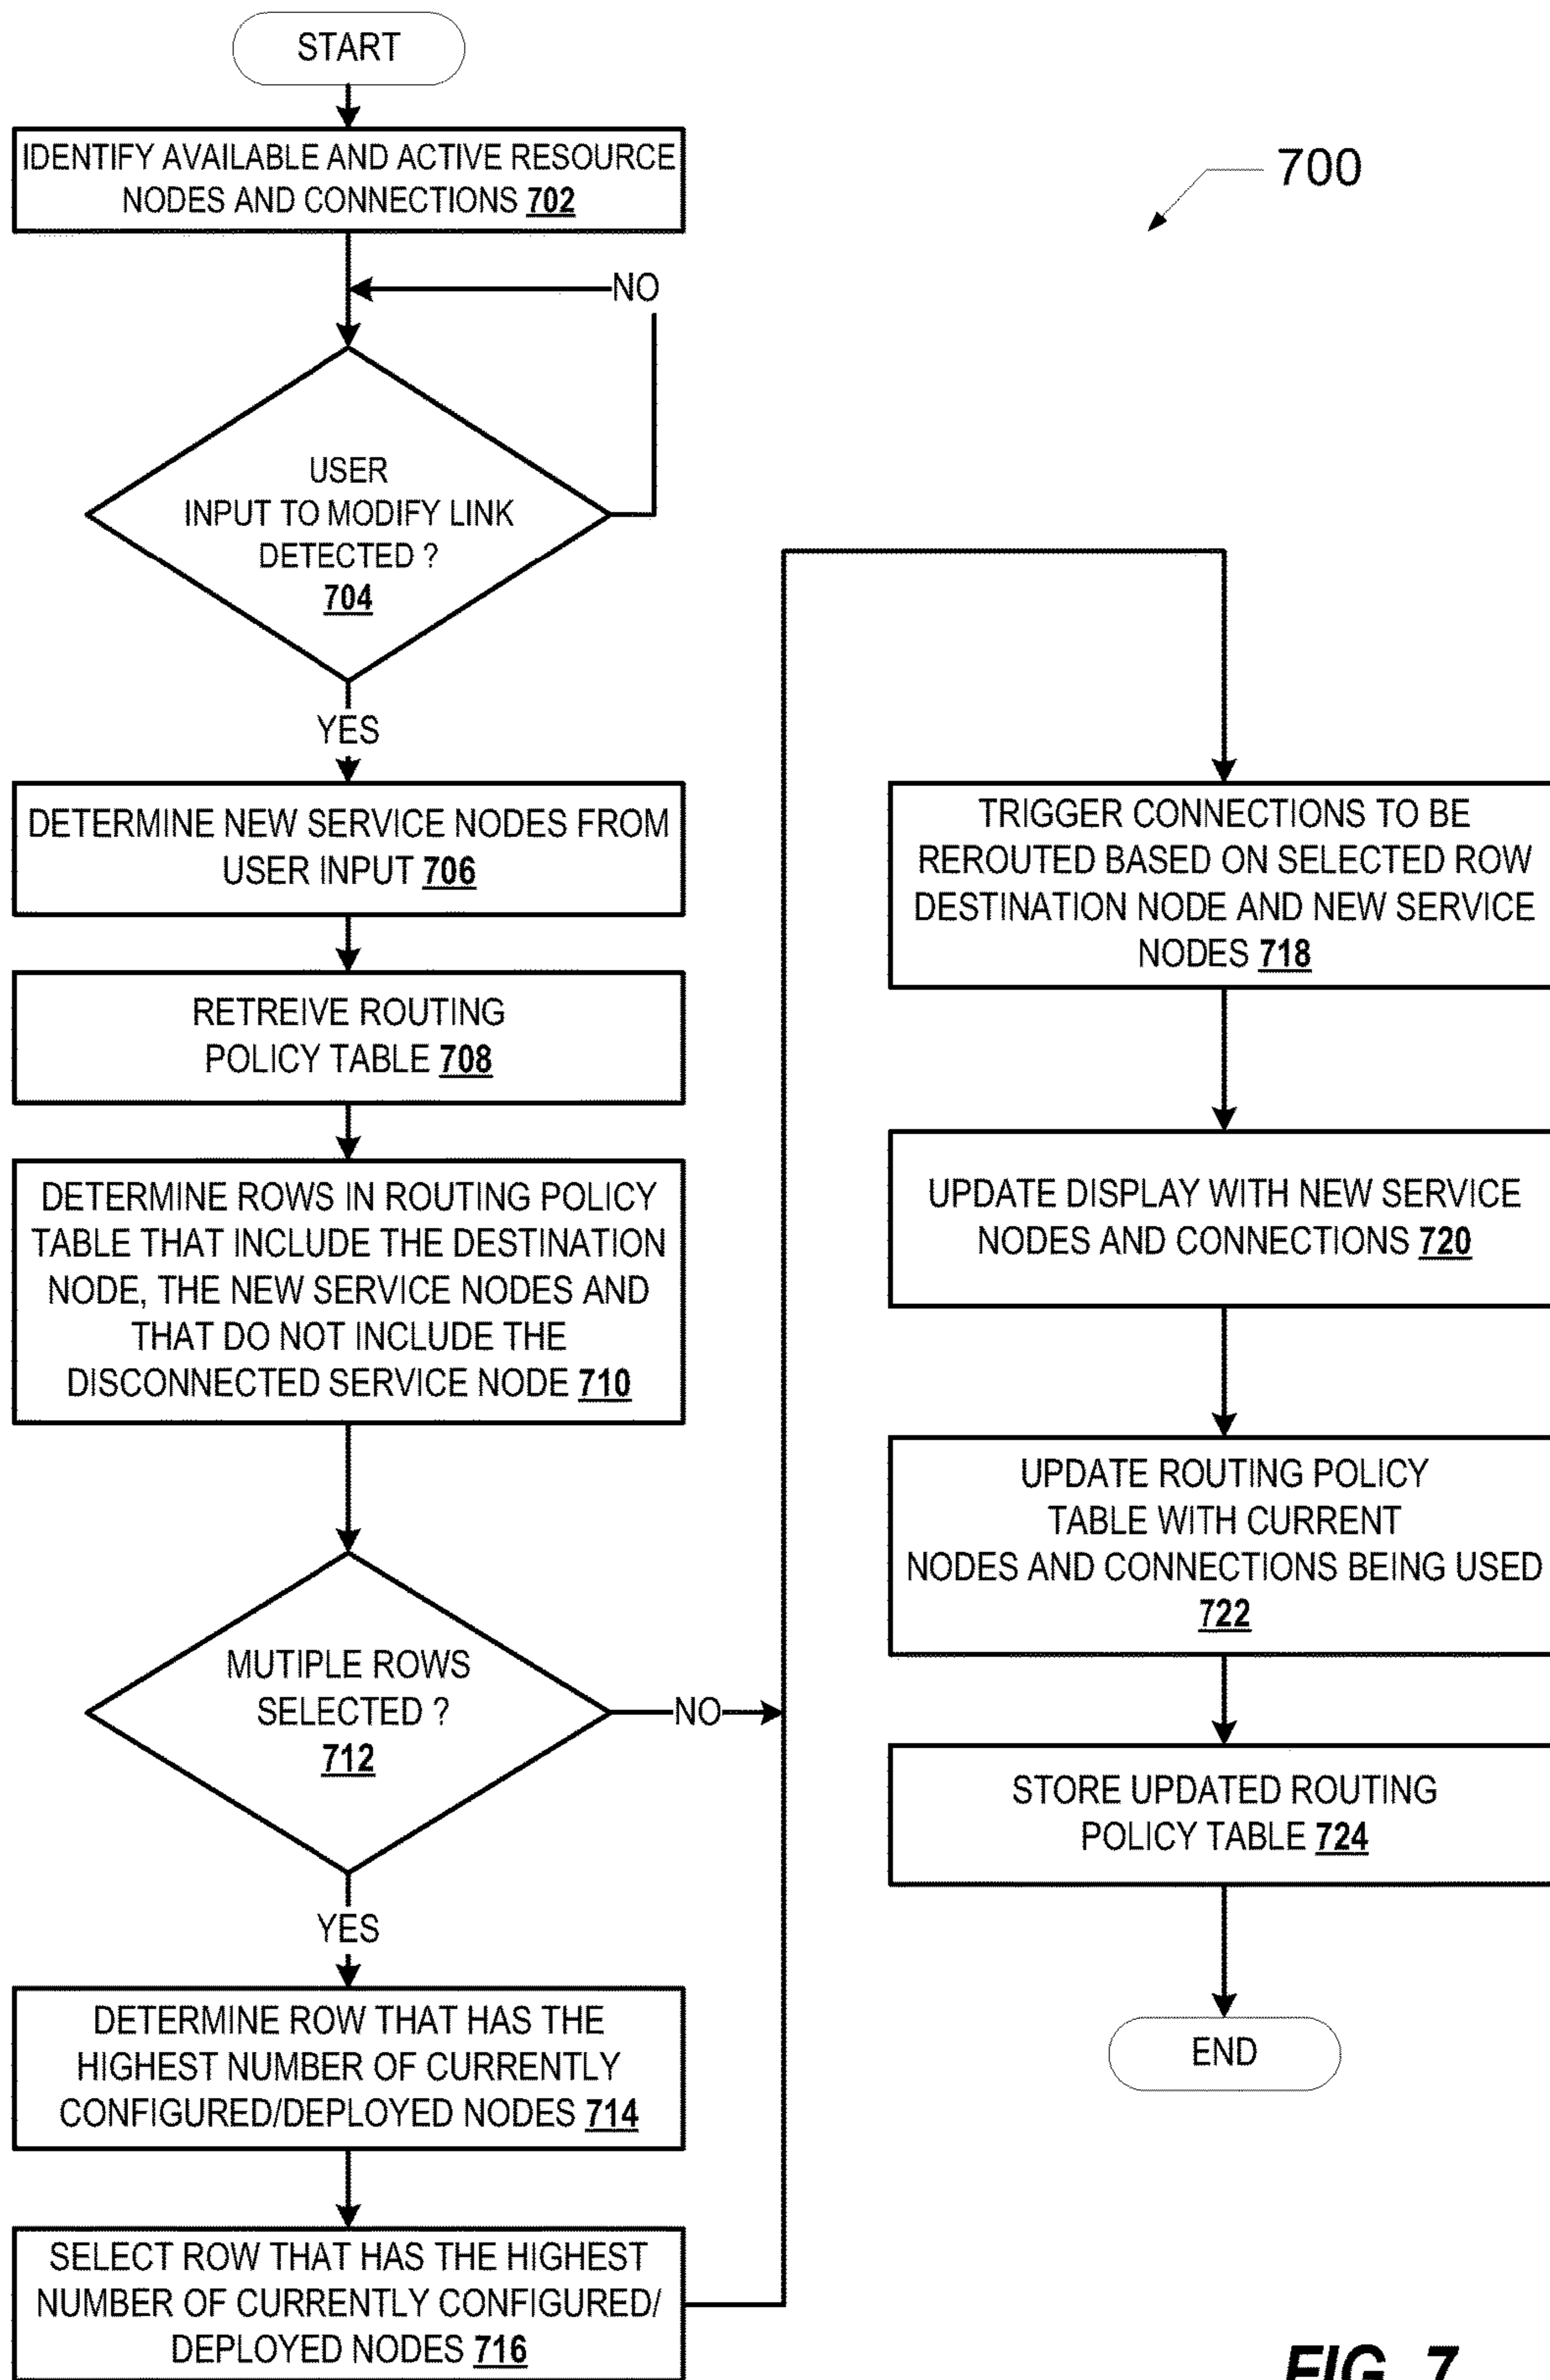 START
IDENTIFY AVAILABLE AND ACTIVE RESOURCE
NODES AND CONNECTIONS 702
700
NO
USER
INPUT TO MODIFY LINK
DETECTED ?
704
YES
DETERMINE NEW SERVICE NODES FROM
USER INPUT 706
RETREIVE ROUTING
POLICY TABLE 708
DETERMINE ROWS IN ROUTING POLICY
TABLE THAT INCLUDE THE DESTINATION
NODE, THE NEW SERVICE NODES AND
THAT DO NOT INCLUDE THE
DISCONNECTED SERVICE NODE 710
MUTIPLE ROWS
SELECTED ?
712
NO
YES
DETERMINE ROW THAT HAS THE
HIGHEST NUMBER OF CURRENTLY
CONFIGURED/DEPLOYED NODES 714
SELECT ROW THAT HAS THE HIGHEST
NUMBER OF CURRENTLY CONFIGURED/
DEPLOYED NODES 716
TRIGGER CONNECTIONS TO BE
REROUTED BASED ON SELECTED ROW
DESTINATION NODE AND NEW SERVICE
NODES 718
UPDATE DISPLAY WITH NEW SERVICE
NODES AND CONNECTIONS 720
UPDATE ROUTING POLICY
TABLE WITH CURRENT
NODES AND CONNECTIONS BEING USED
722
STORE UPDATED ROUTING
POLICY TABLE 724
END
FIG. 7